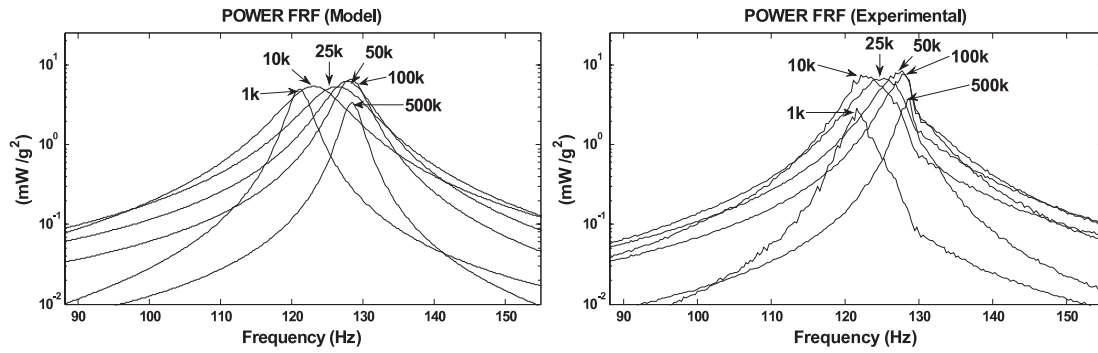 POWER FRF (Model)
10^1
10^0
10^-1
10^-2
(mW /g^2)
1k
10k
25k
50k
100k
500k
90 100 110 120 130 140 150
Frequency (Hz)
POWER FRF (Experimental)
10^1
10^0
10^-1
10^-2
(mW /g^2)
1k
10k
25k
50k
100k
500k
90 100 110 120 130 140 150
Frequency (Hz)